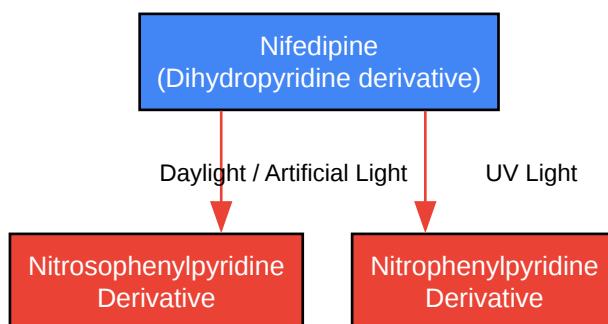 Nifedipine
(Dihydropyridine derivative)
Daylight / Artificial Light
UV Light
Nitrosophenylpyridine
Derivative
Nitrophenylpyridine
Derivative